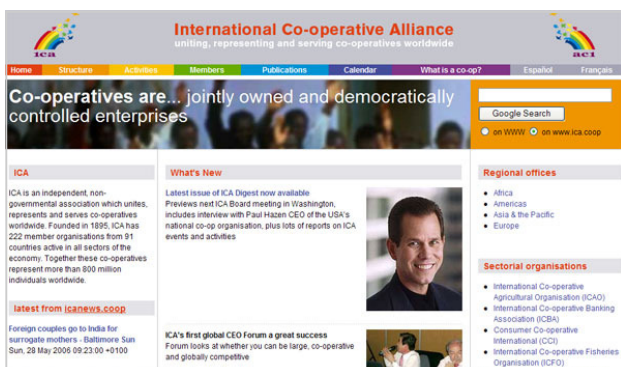 International Co-operative Alliance
uniting, representing and serving co-operatives worldwide
ica
aci
Home Structure Activities Members Publications Calendar What is a co-op? Español Français
Co-operatives are... jointly owned and democratically
controlled enterprises
Google Search
on WWW on www.ica.coop
ICA
ICA is an independent, non-
governmental association which unites,
represents and serves co-operatives
worldwide. Founded in 1895, ICA has
222 member organisations from 91
countries active in all sectors of the
economy. Together these co-operatives
represent more than 800 million
individuals worldwide.
latest from icanews.coop
Foreign couples go to India for
surrogate mothers - Baltimore Sun
Sun, 28 May 2006 09:23:00 +0100
What's New
Latest issue of ICA Digest now available
Previews next ICA Board meeting in Washington,
includes interview with Paul Hazen CEO of the USA's
national co-op organisation, plus lots of reports on ICA
events and activities
ICA's first global CEO Forum a great success
Forum looks at whether you can be large, co-operative
and globally competitive
Regional offices
Africa
Americas
Asia & the Pacific
Europe
Sectorial organisations
International Co-operative
Agricultural Organisation (ICAO)
International Co-operative Banking
Association (ICBA)
Consumer Co-operative
International (CCI)
International Co-operative Fisheries
Organisation (ICFO)